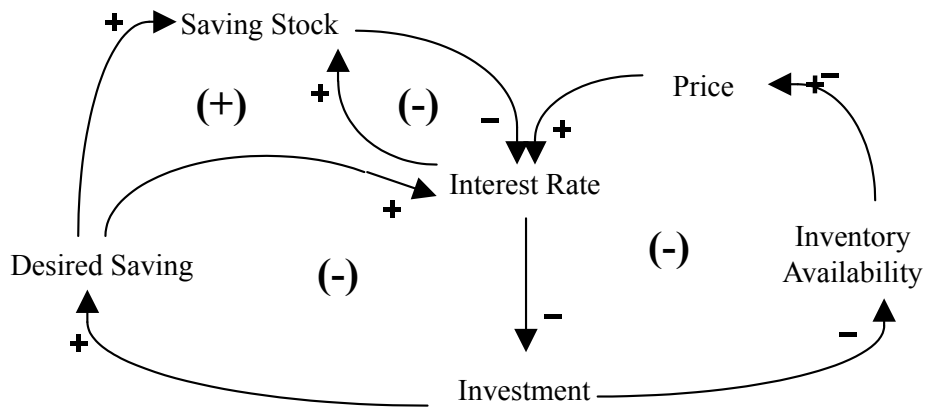 +
Saving Stock
Price
+
−
+
(+)
(-)
−
+
Interest Rate
+
Desired Saving
(-)
(-)
Inventory
Availability
+
−
−
Investment